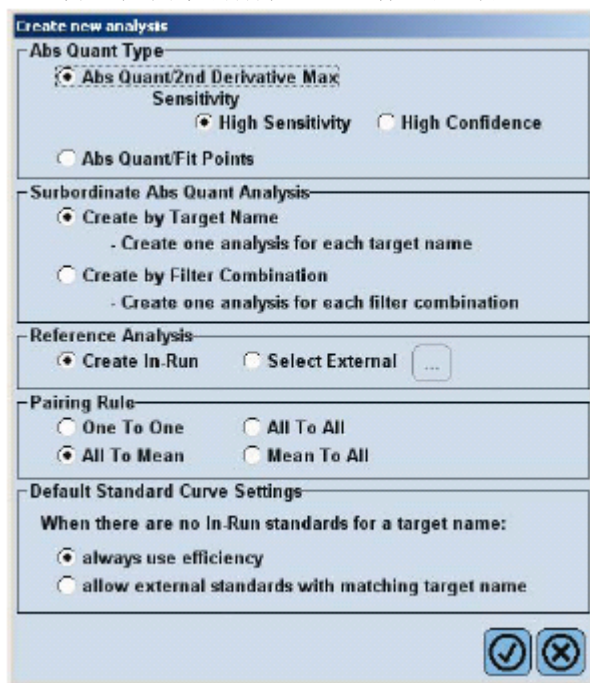 Create new analysis
Abs Quant Type
Abs Quant/2nd Derivative Max
Sensitivity
High Sensitivity High Confidence
Abs Quant/Fit Points
Surbordinate Abs Quant Analysis
Create by Target Name
- Create one analysis for each target name
Create by Filter Combination
- Create one analysis for each filter combination
Reference Analysis
Create In-Run Select External ...
Pairing Rule
One To One All To All
All To Mean Mean To All
Default Standard Curve Settings
When there are no In-Run standards for a target name:
always use efficiency
allow external standards with matching target name